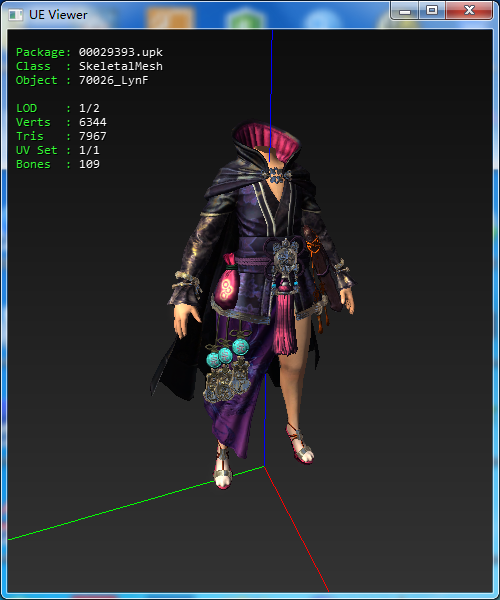 UE Viewer
Package: 00029393.upk
Class  : SkeletalMesh
Object : 70026_LynF
LOD    : 1/2
Verts  : 6344
Tris   : 7967
UV Set : 1/1
Bones  : 109